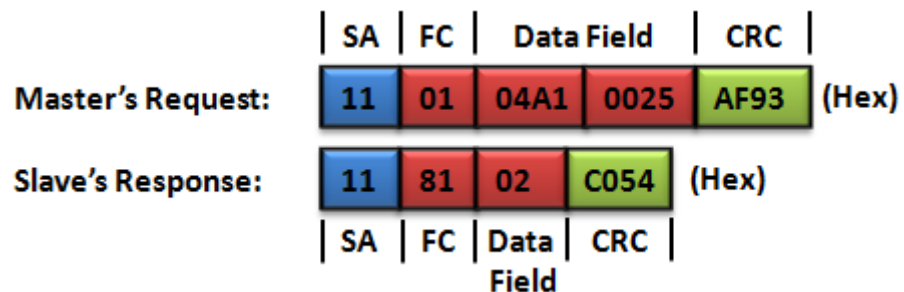 | SA | FC | Data Field | CRC |
Master's Request: 11 01 04A1 0025 AF93 (Hex)
Slave's Response: 11 81 02 C054 (Hex)
| SA | FC | Data | CRC |
Field